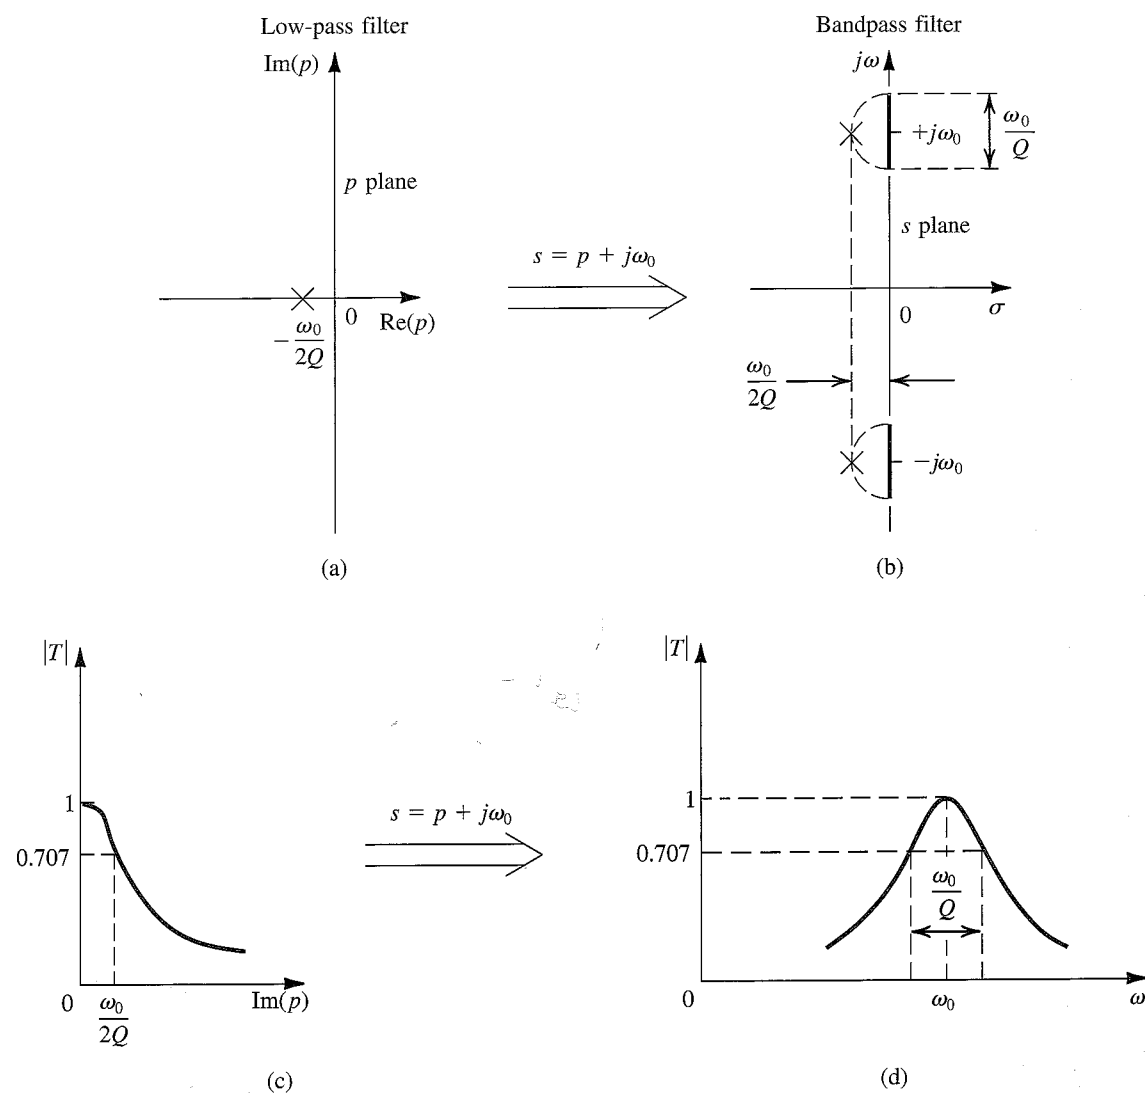 Low-pass filter
Im(p)
p plane
0
Re(p)
-ω₀/2Q
(a)
s = p + jω₀
Bandpass filter
jω
+jω₀
ω₀/Q
s plane
0
σ
ω₀/2Q
-jω₀
(b)
|T|
1
0.707
0
ω₀/2Q
Im(p)
(c)
s = p + jω₀
|T|
1
0.707
ω₀/Q
0
ω₀
ω
(d)